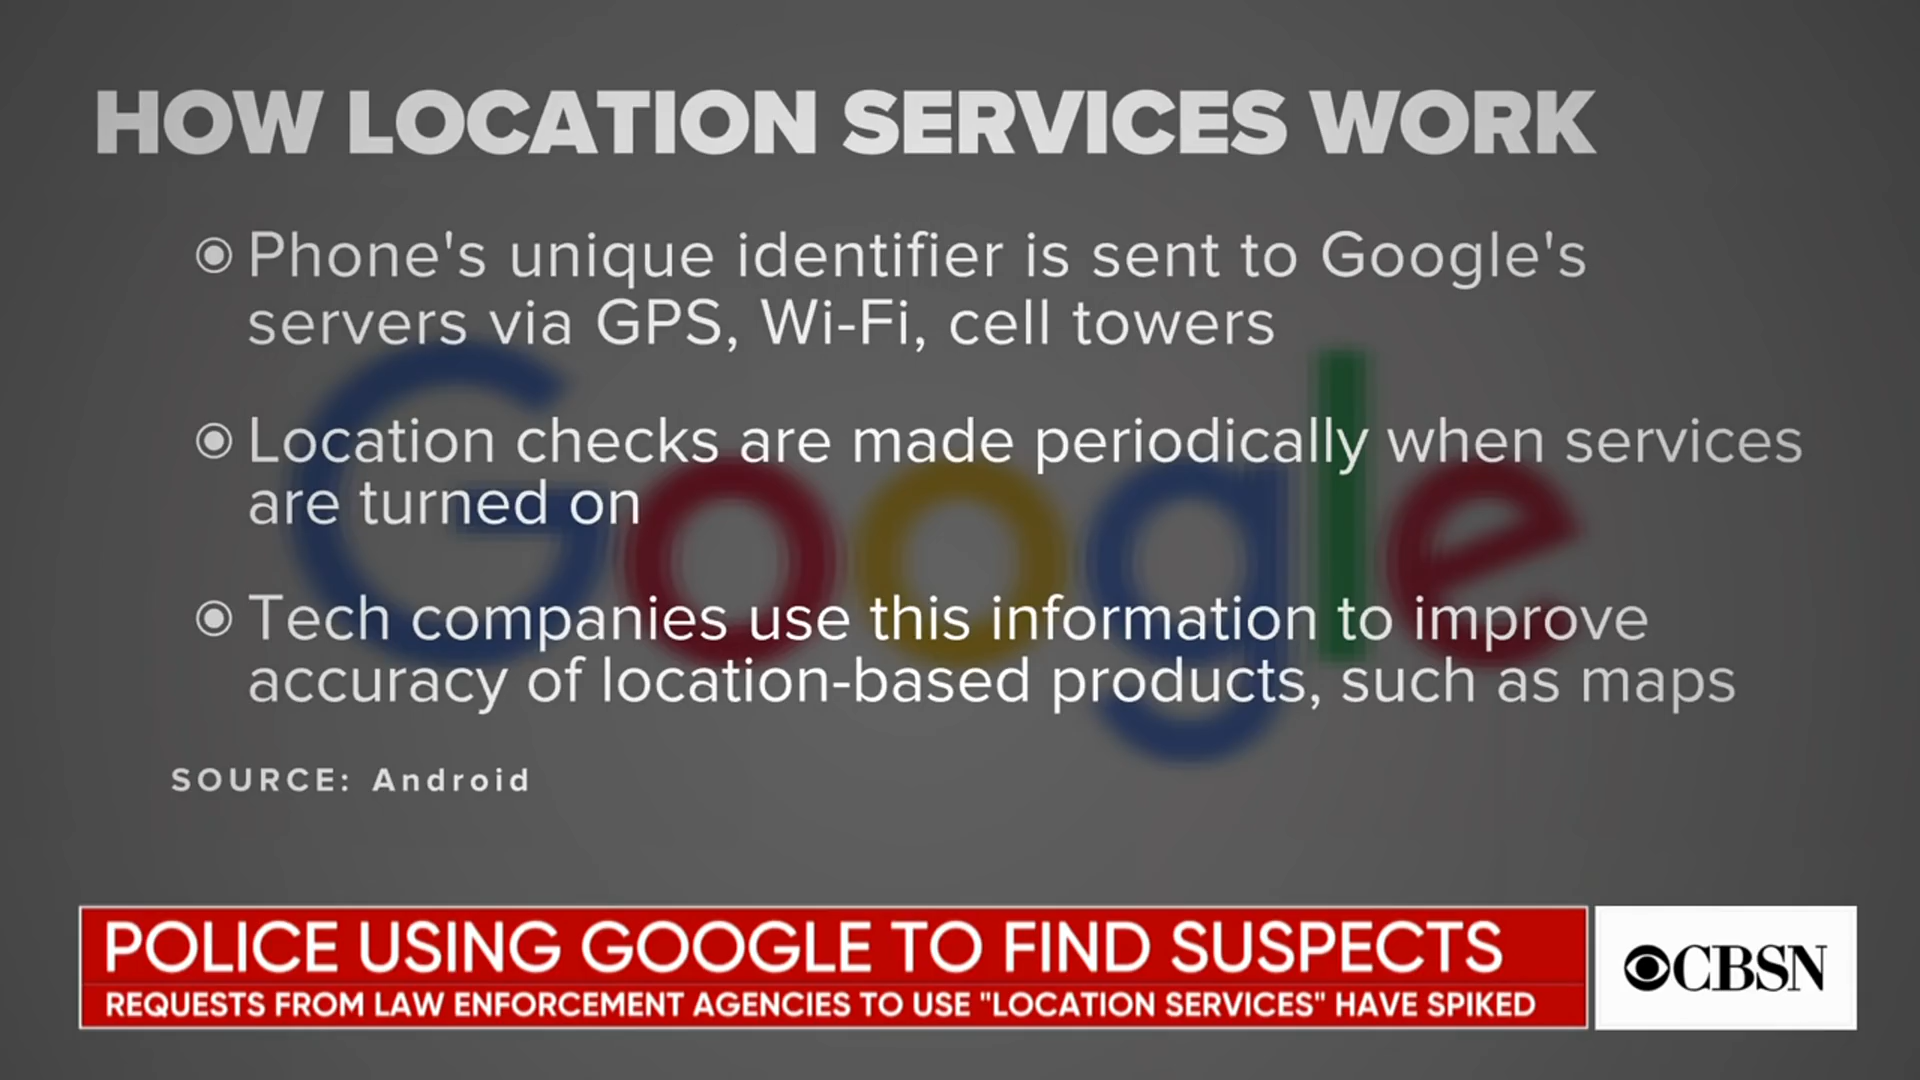 HOW LOCATION SERVICES WORK
Phone's unique identifier is sent to Google's
servers via GPS, Wi-Fi, cell towers
Location checks are made periodically when services
are turned on
Tech companies use this information to improve
accuracy of location-based products, such as maps
Google
SOURCE: Android
POLICE USING GOOGLE TO FIND SUSPECTS
REQUESTS FROM LAW ENFORCEMENT AGENCIES TO USE "LOCATION SERVICES" HAVE SPIKED
CBSN